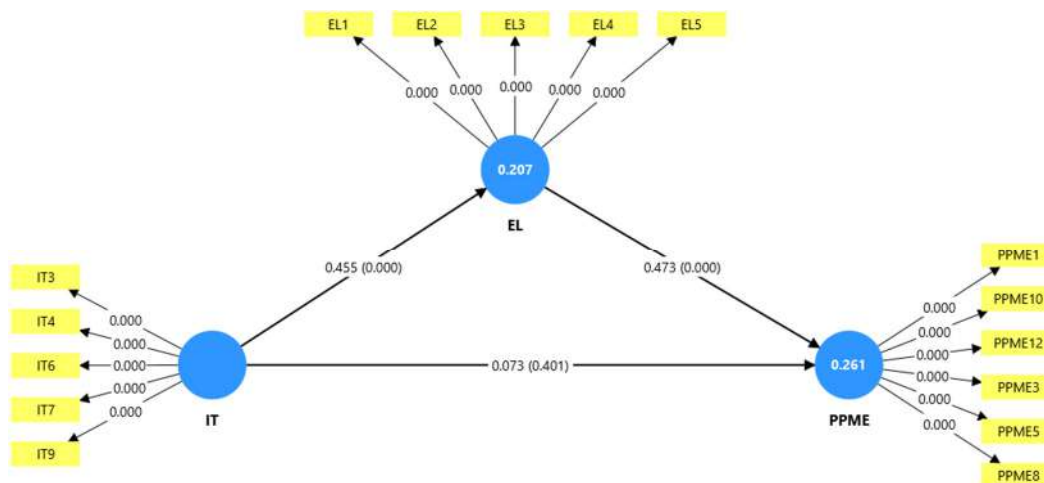 EL1 EL2 EL3 EL4 EL5
0.000 0.000 0.000 0.000 0.000
0.207
EL
0.455 (0.000) 0.473 (0.000)
IT3
IT4
IT6
IT7
IT9
0.000
0.000
0.000
0.000
0.000
IT
0.073 (0.401)
0.261
PPME
0.000
0.000
0.000
0.000
0.000
0.000
PPME1
PPME10
PPME12
PPME3
PPME5
PPME8